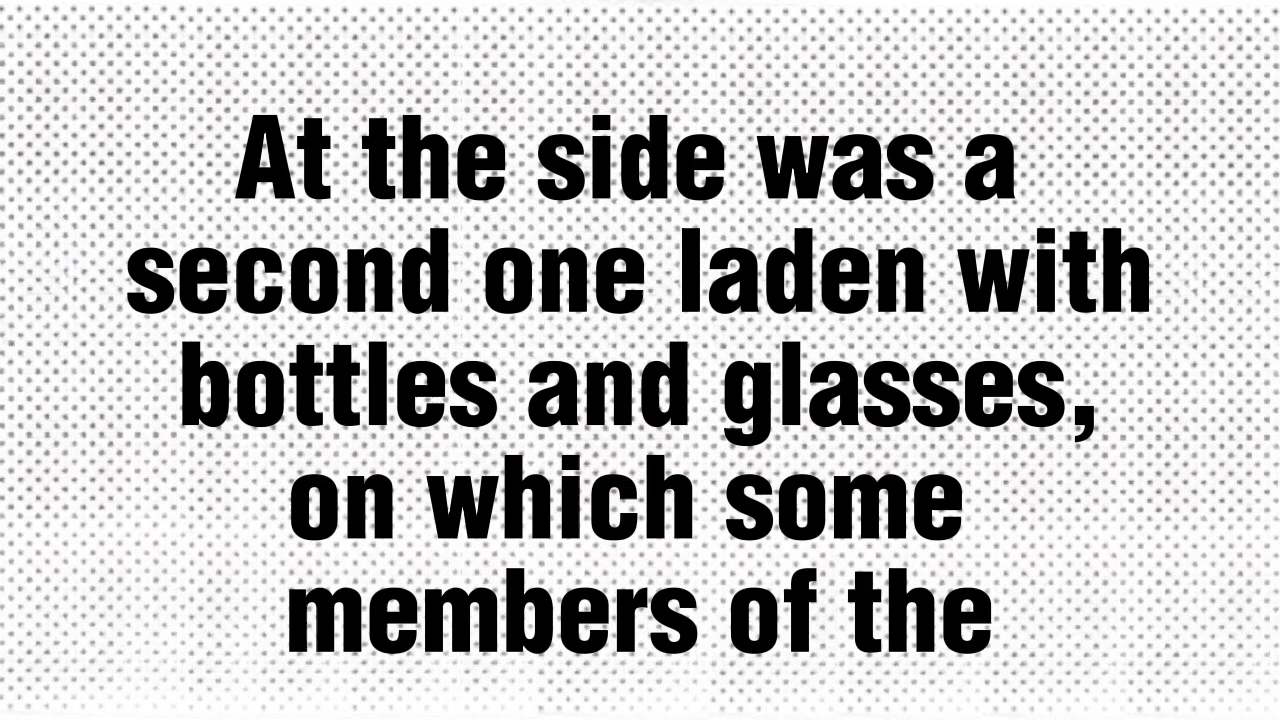 At the side was a
second one laden with
bottles and glasses,
on which some
members of the